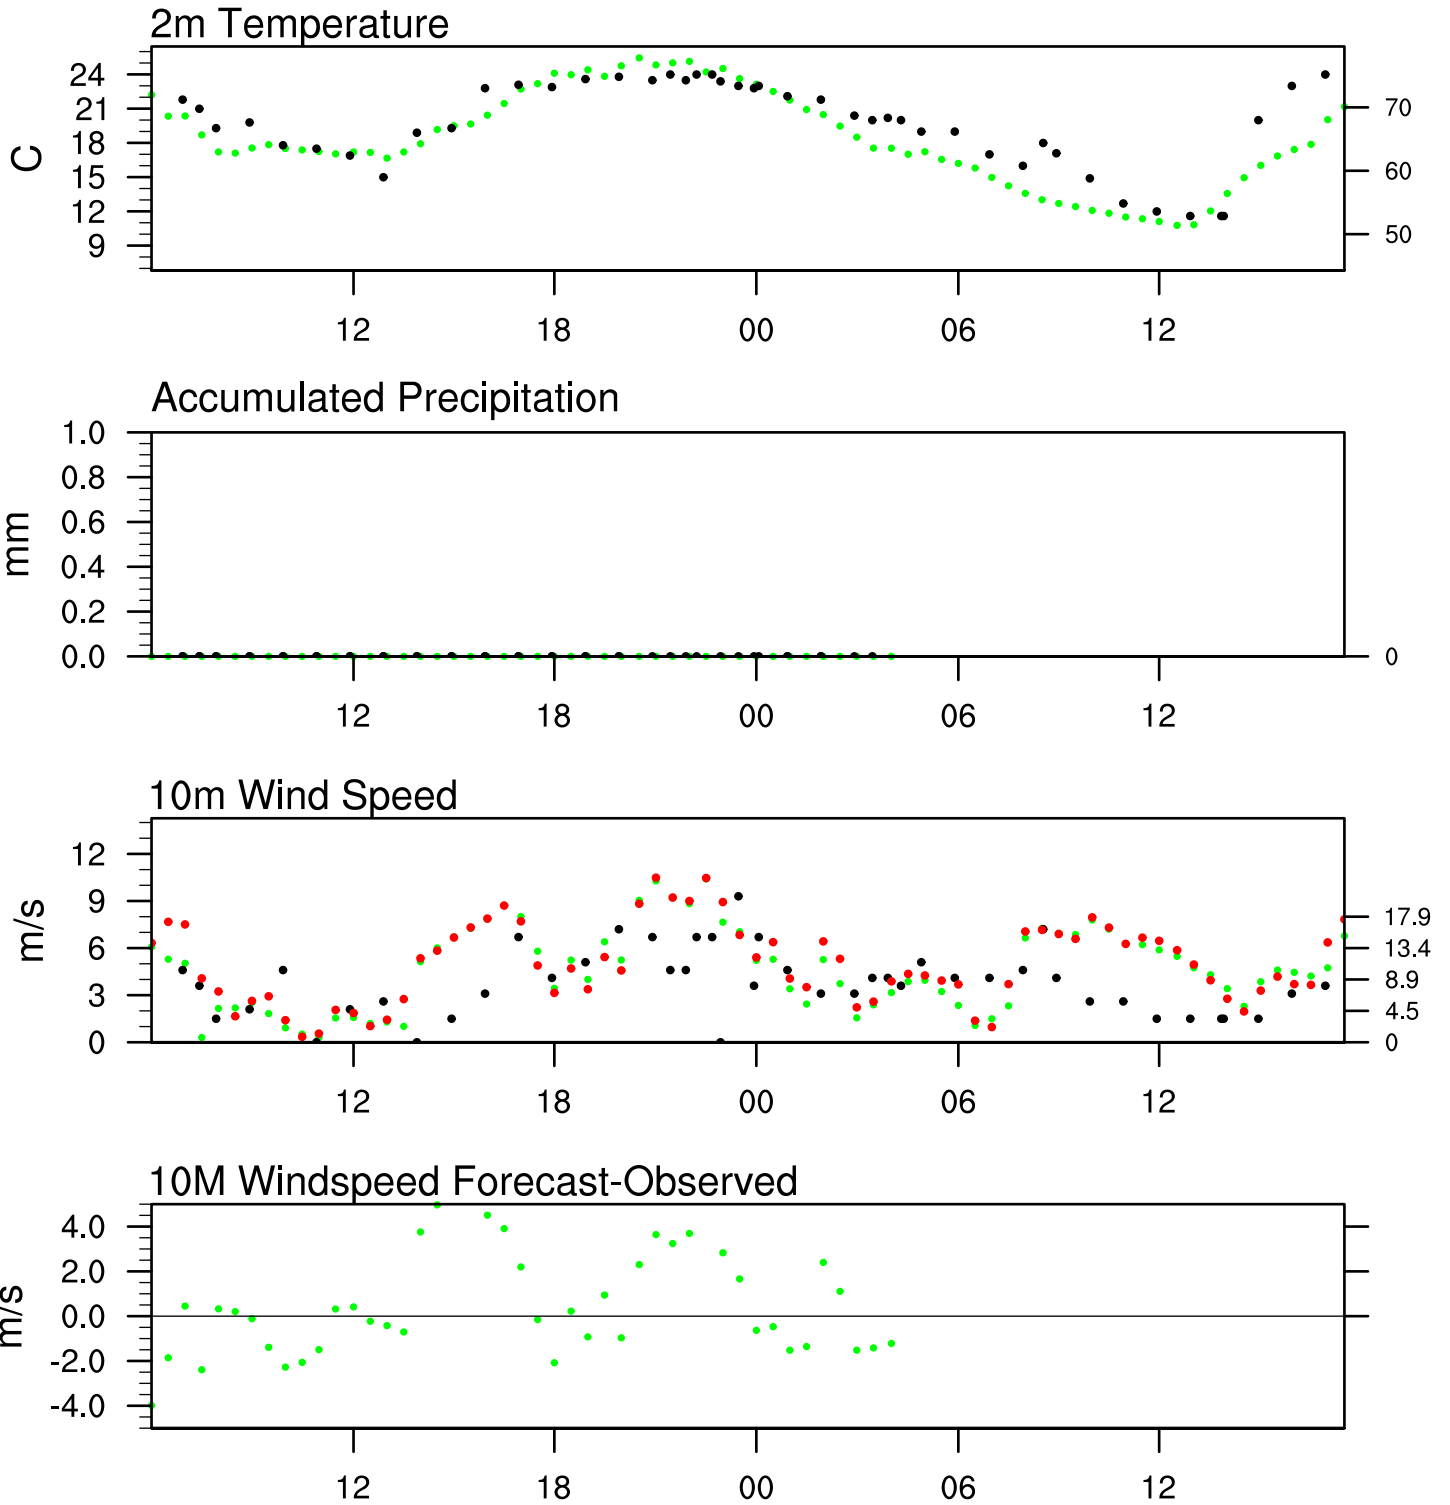 2m Temperature
C
24
21
18
15
12
9
70
60
50
12 18 00 06 12
Accumulated Precipitation
mm
1.0
0.8
0.6
0.4
0.2
0.0
0
12 18 00 06 12
10m Wind Speed
m/s
12
9
6
3
0
17.9
13.4
8.9
4.5
0
12 18 00 06 12
10M Windspeed Forecast-Observed
m/s
4.0
2.0
0.0
-2.0
-4.0
12 18 00 06 12